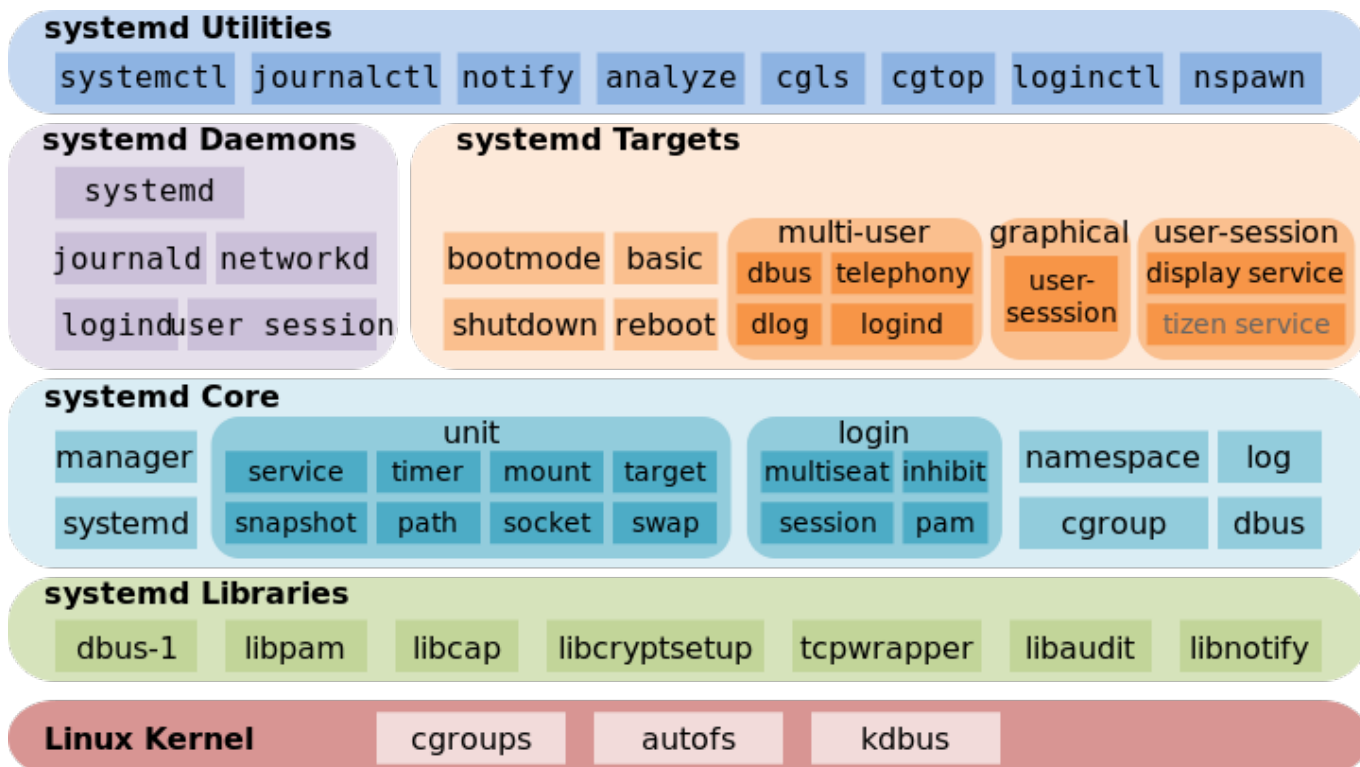 systemd Utilities
systemctl journalctl notify analyze cgls cgtop loginctl nspawn
systemd Daemons
systemd
journald networkd
logind user session
systemd Targets
bootmode basic
shutdown reboot
multi-user
dbus telephony
dlog logind
graphical
user-
sesssion
user-session
display service
tizen service
systemd Core
manager
systemd
unit
service timer mount target
snapshot path socket swap
login
multiseat inhibit
session pam
namespace log
cgroup dbus
systemd Libraries
dbus-1 libpam libcap libcryptsetup tcpwrapper libaudit libnotify
Linux Kernel cgroups autofs kdbus